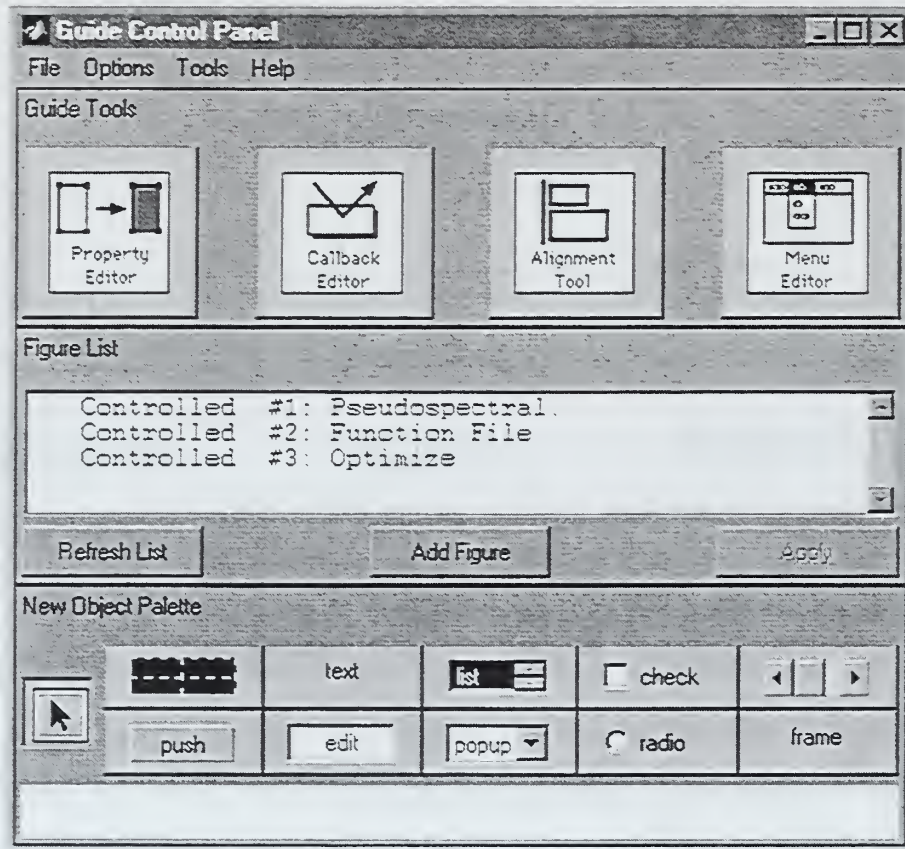 Guide Control Panel
File Options Tools Help
Guide Tools
Property Editor
Callback Editor
Alignment Tool
Menu Editor
Figure List
Controlled #1: Pseudospectral.
Controlled #2: Function File
Controlled #3: Optimize
Refresh List Add Figure Apply
New Object Palette
text list check
push edit popup radio frame